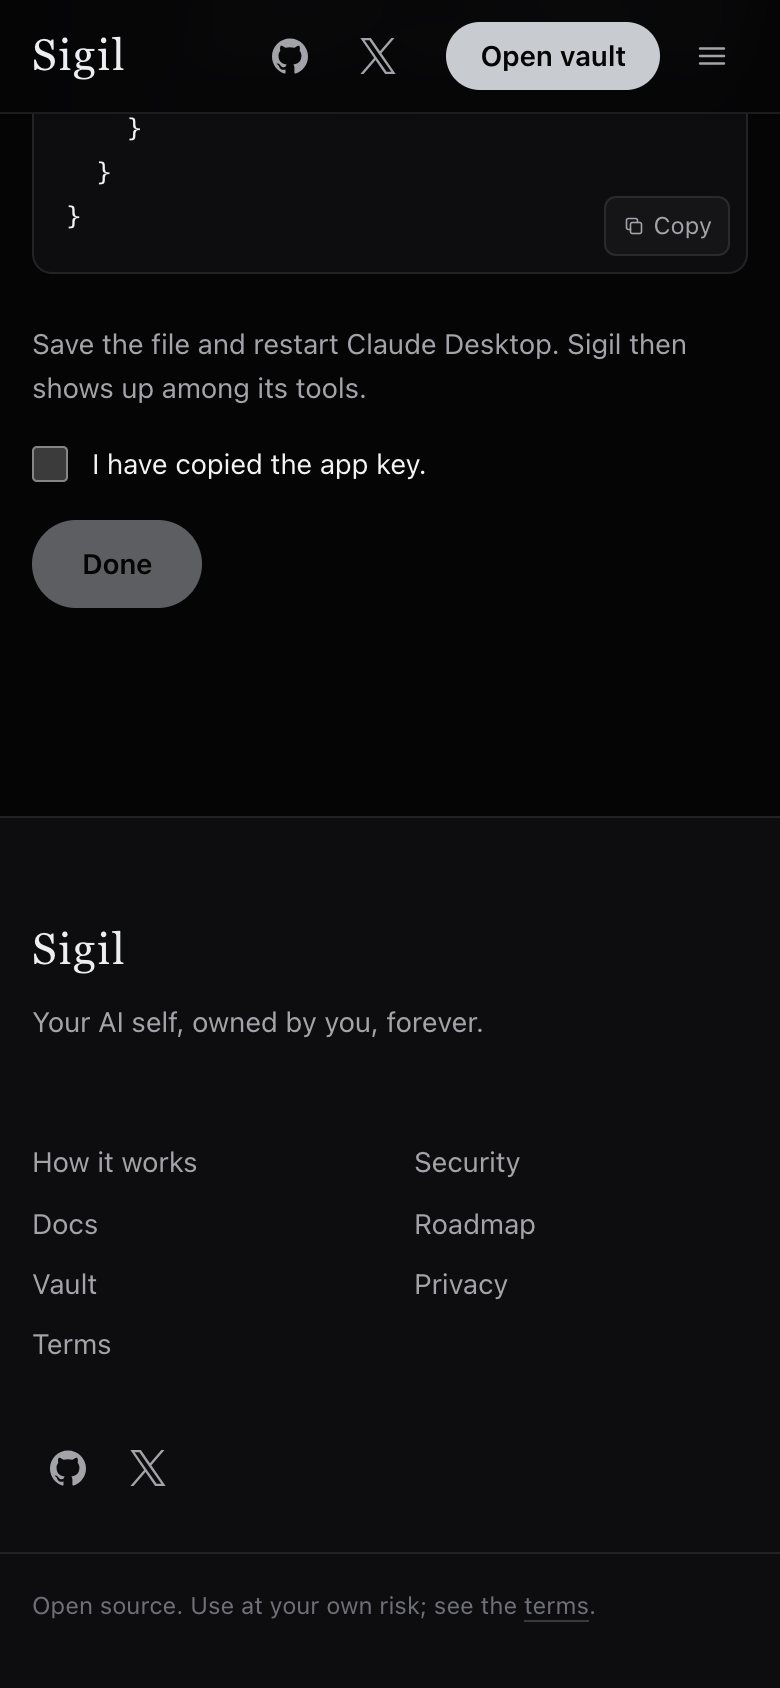 Sigil
Open vault
}
}
}
Copy
Save the file and restart Claude Desktop. Sigil then
shows up among its tools.
I have copied the app key.
Done
Sigil
Your AI self, owned by you, forever.
How it works
Security
Docs
Roadmap
Vault
Privacy
Terms
Open source. Use at your own risk; see the terms.